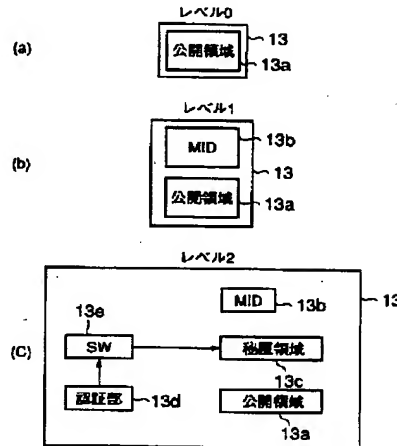 レベル0
(a)
公開領域
13
13a
レベル1
(b)
MID
13b
13
公開領域
13a
レベル2
(C)
13
MID
13b
13e
SW
秘匿領域
13c
認証部
13d
公開領域
13a